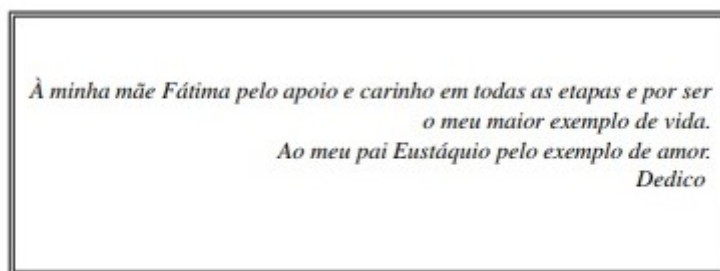 À minha mãe Fátima pelo apoio e carinho em todas as etapas e por ser
o meu maior exemplo de vida.
Ao meu pai Eustáquio pelo exemplo de amor.
Dedico